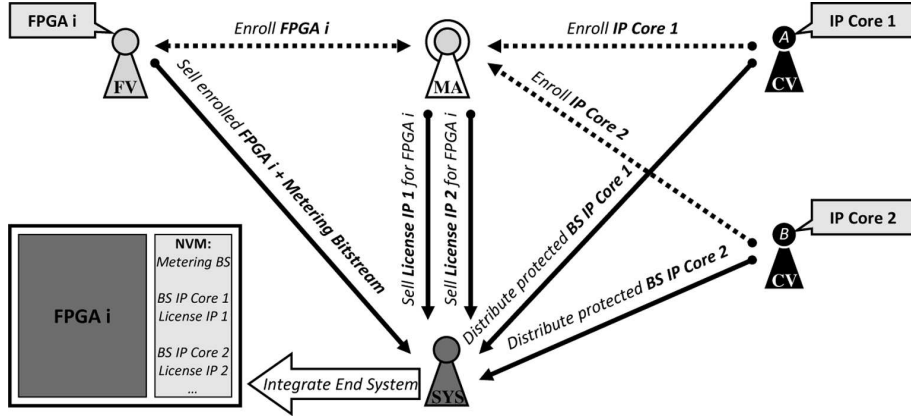 FPGA i
Enroll FPGA i
Enroll IP Core 1
IP Core 1
A
FV
MA
CV
Enroll IP Core 2
Sell enrolled FPGA i + Metering Bitstream
Sell License IP 1 for FPGA i
Sell License IP 2 for FPGA i
Distribute protected BS IP Core 1
IP Core 2
B
CV
Distribute protected BS IP Core 2
FPGA i
NVM:
Metering BS
BS IP Core 1
License IP 1
BS IP Core 2
License IP 2
...
Integrate End System
SYS